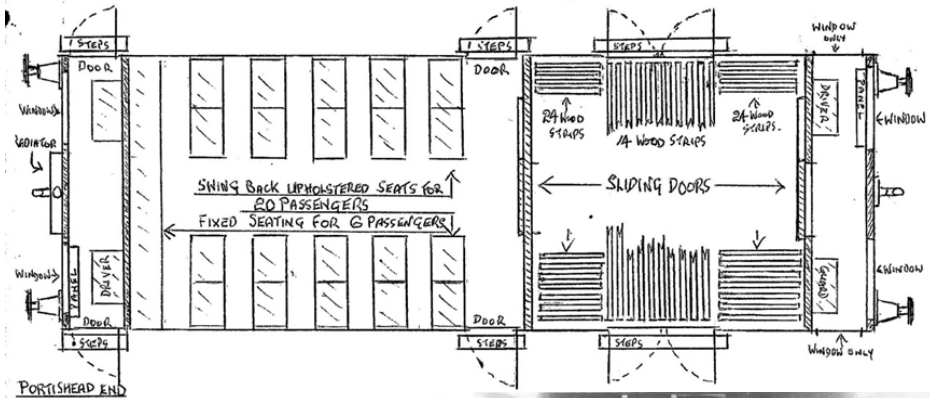 STEPS
STEPS
STEPS
WINDOW
ONLY
DOOR
DOOR
WINDOW
RADIATOR
24 WOOD
STRIPS
14 WOOD STRIPS
24 WOOD
STRIPS.
DRIVER
PANEL
WINDOW
SWING BACK UPHOLSTERED SEATS FOR
20 PASSENGERS
FIXED SEATING FOR 6 PASSENGERS
SLIDING DOORS
WINDOW
PANEL
DRIVER
GUARD
WINDOW
DOOR
DOOR
STEPS
STEPS
STEPS
WINDOW ONLY
PORTISHEAD END